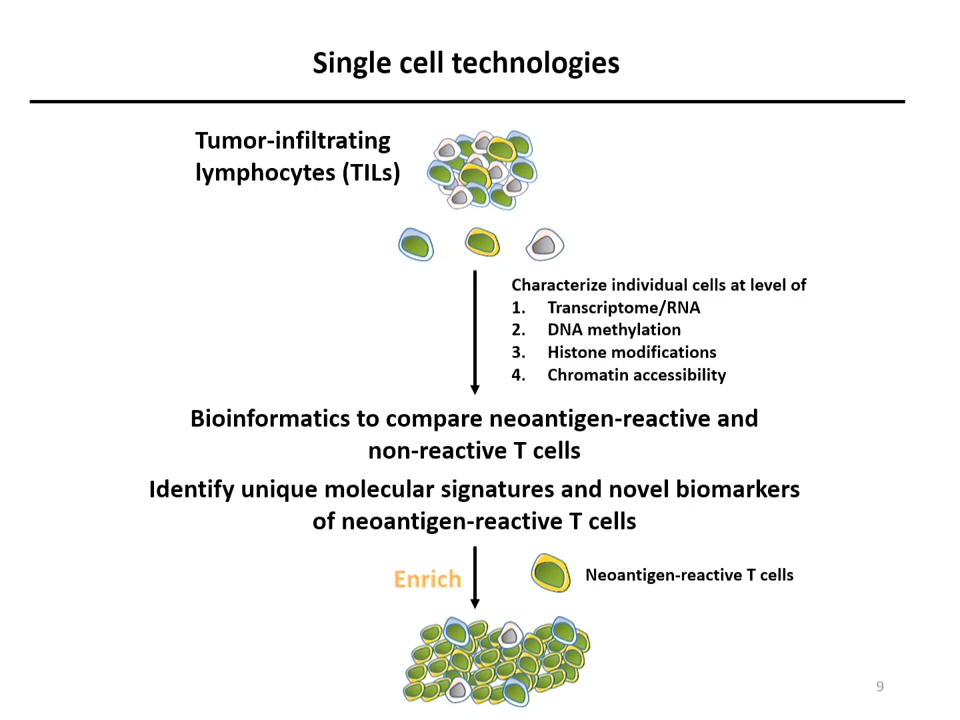 Single cell technologies
Tumor-infiltrating
lymphocytes (TILs)
Characterize individual cells at level of
1. Transcriptome/RNA
2. DNA methylation
3. Histone modifications
4. Chromatin accessibility
Bioinformatics to compare neoantigen-reactive and
non-reactive T cells
Identify unique molecular signatures and novel biomarkers
of neoantigen-reactive T cells
Enrich
Neoantigen-reactive T cells
9